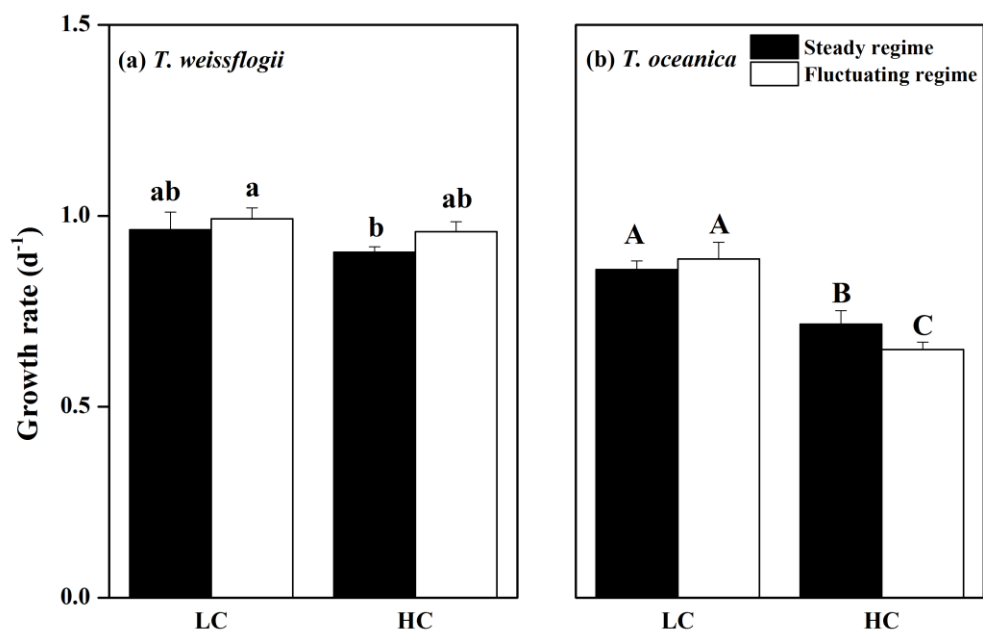 1.5
(a) T. weissflogii
(b) T. oceanica
Steady regime
Fluctuating regime
ab
a
b
ab
A
A
B
C
1.0
0.5
0.0
Growth rate (d⁻¹)
LC
HC
LC
HC